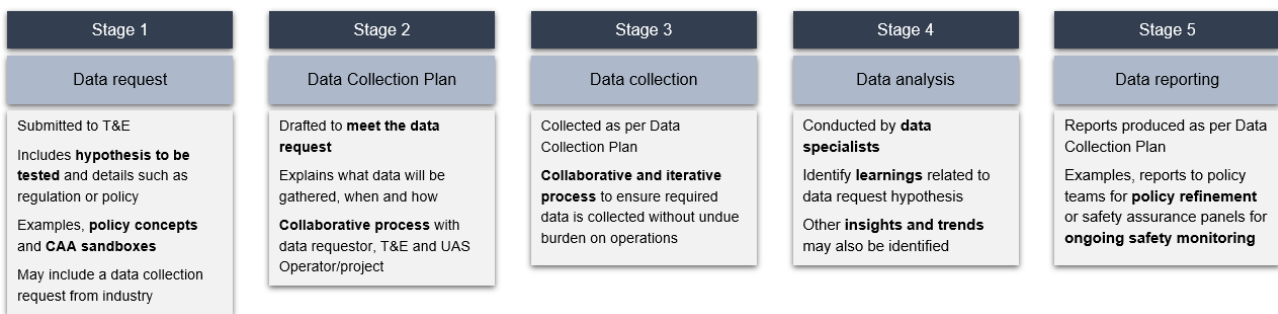 Stage 1
Data request
Submitted to T&E
Includes hypothesis to be
tested and details such as
regulation or policy
Examples, policy concepts
and CAA sandboxes
May include a data collection
request from industry
Stage 2
Data Collection Plan
Drafted to meet the data
request
Explains what data will be
gathered, when and how
Collaborative process with
data requestor, T&E and UAS
Operator/project
Stage 3
Data collection
Collected as per Data
Collection Plan
Collaborative and iterative
process to ensure required
data is collected without undue
burden on operations
Stage 4
Data analysis
Conducted by data
specialists
Identify learnings related to
data request hypothesis
Other insights and trends
may also be identified
Stage 5
Data reporting
Reports produced as per Data
Collection Plan
Examples, reports to policy
teams for policy refinement
or safety assurance panels for
ongoing safety monitoring